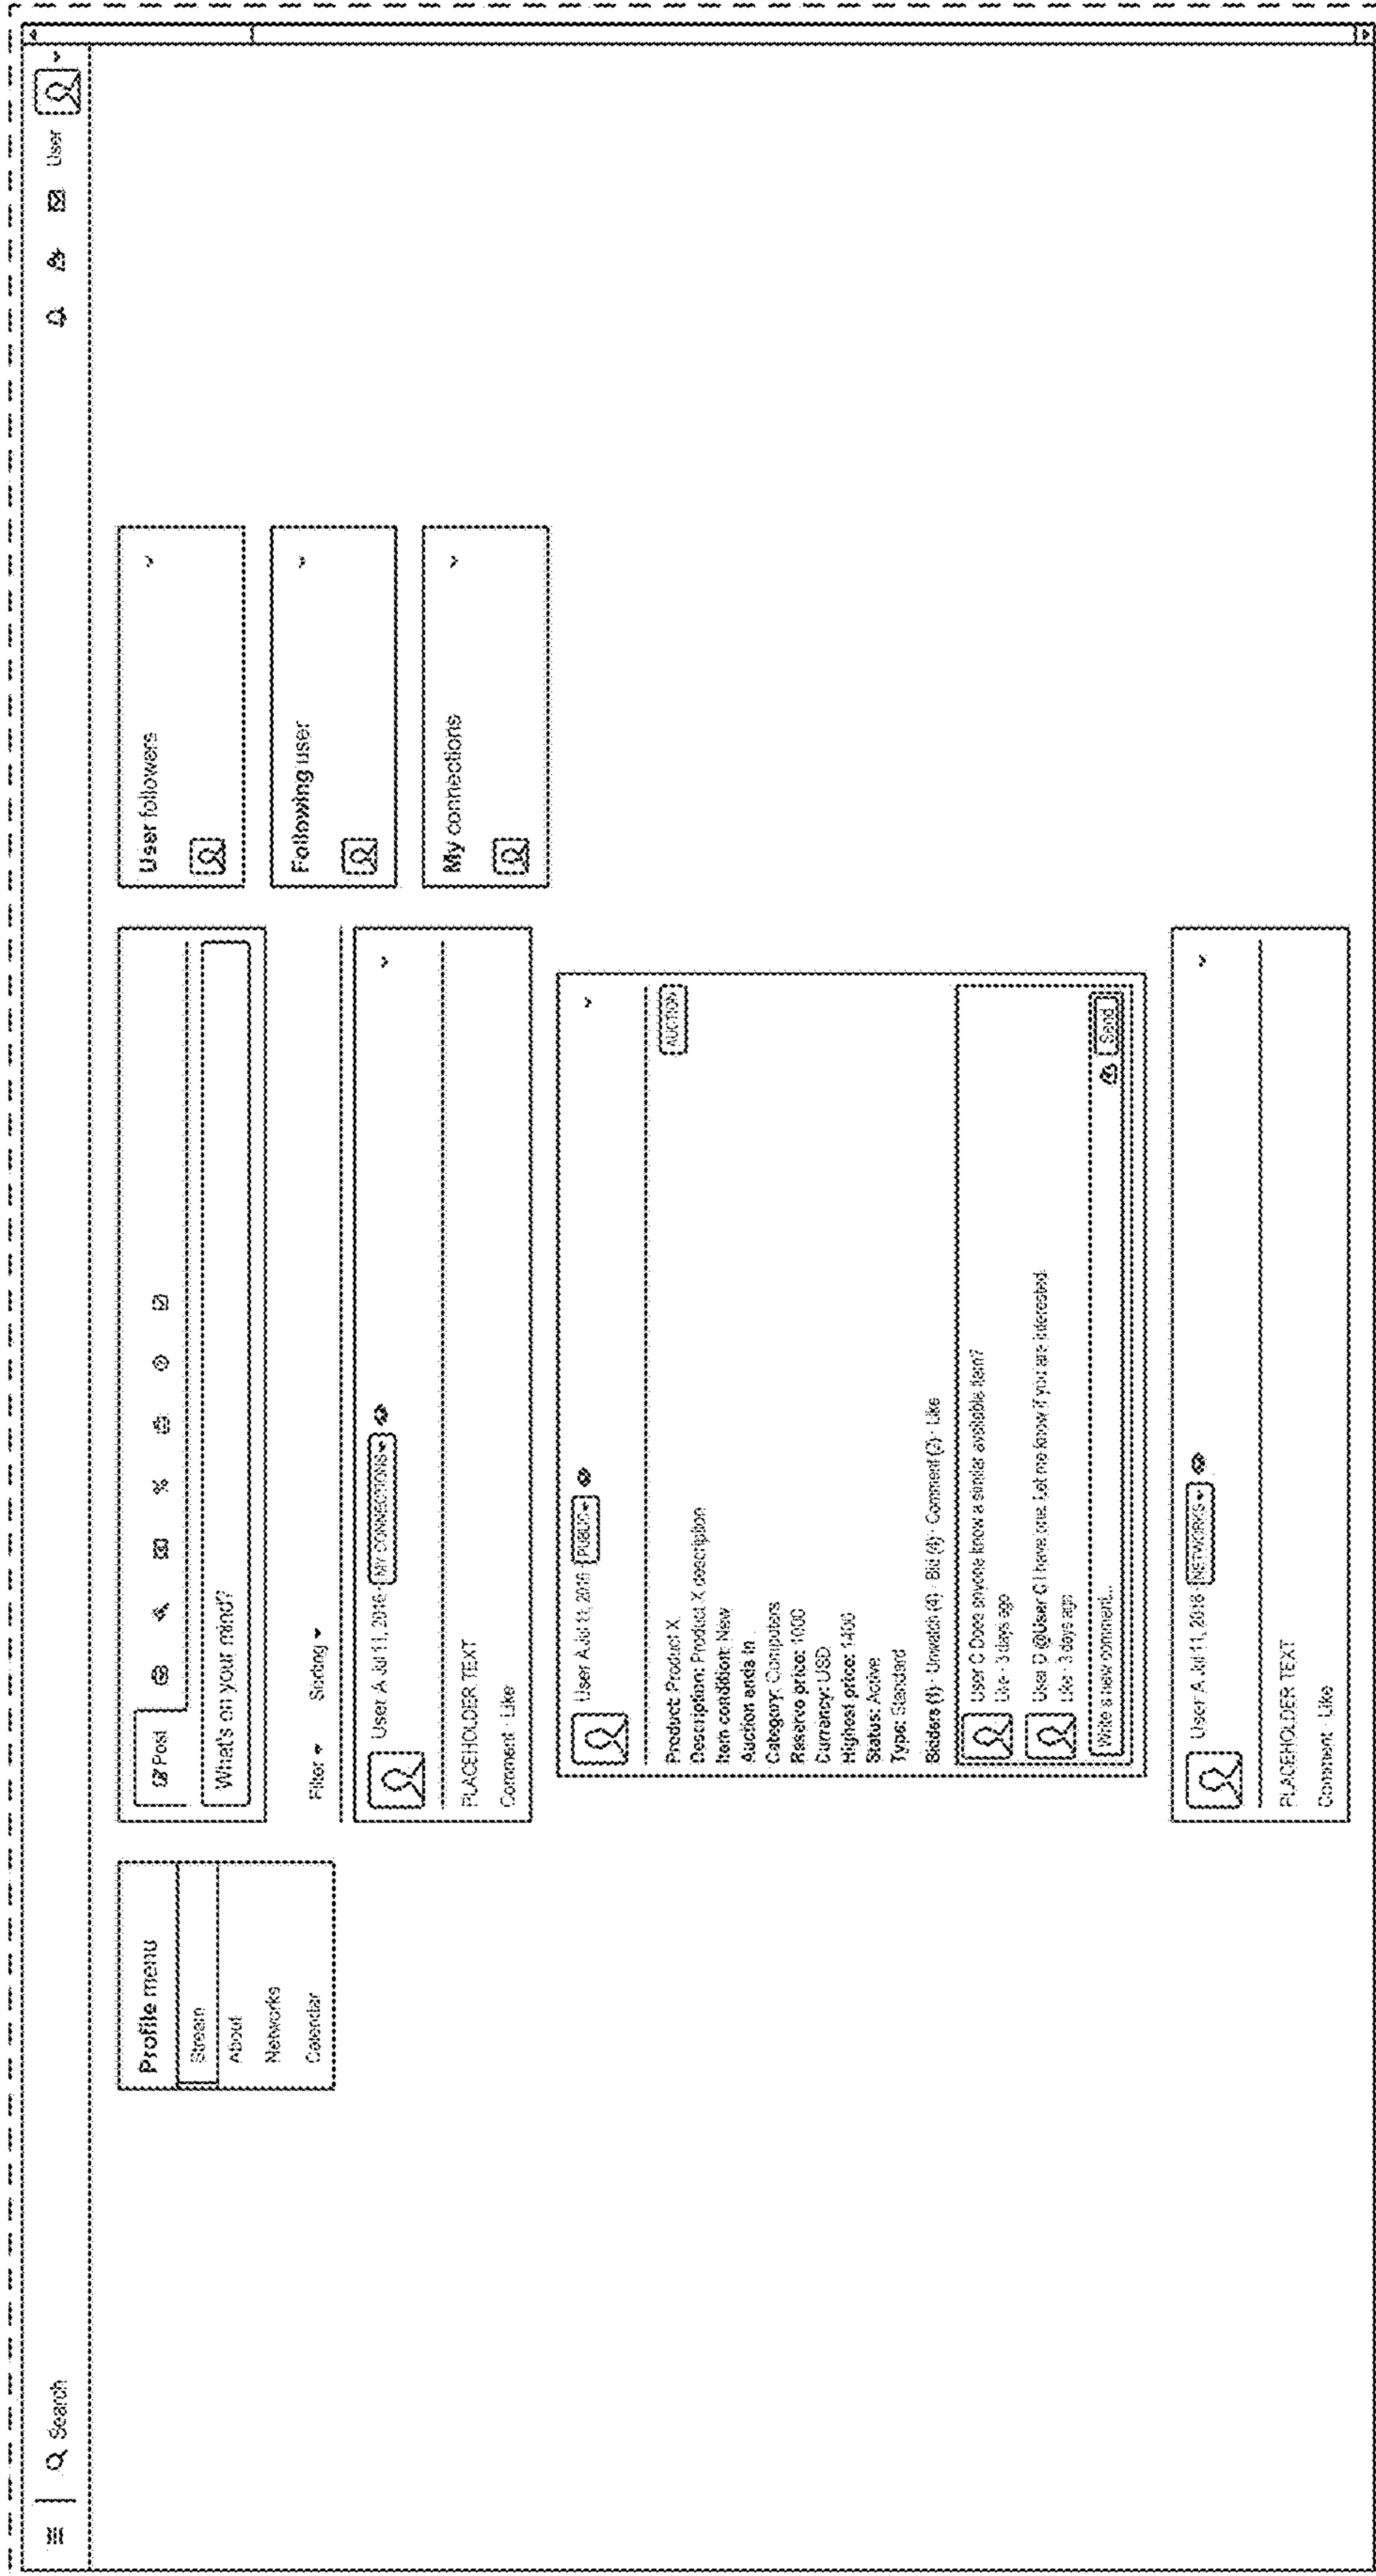 Search
User
Profile menu
Stream
About
Networks
Calendar
Post
What's on your mind?
Filter Sorting
User A Jul 11, 2016 · MY CONNECTIONS
PLACEHOLDER TEXT
Comment · Like
User A Jul 11, 2016 · PUBLIC
AUCTION
Product: Product X
Description: Product X description
Item condition: New
Auction ends in
Category: Computers
Reserve price: 1000
Currency: USD
Highest price: 1400
Status: Active
Type: Standard
Bidders · Unwatch (4) · Bid (4) · Comment (2) · Like
User C Does anyone know a similar available item?
Like · 3 days ago
User D @User C I have one. Let me know if you are interested.
Like · 3 days ago
Write a new comment...
Send
User A Jul 11, 2016 · NETWORKS
PLACEHOLDER TEXT
Comment · Like
User followers
Following user
My connections